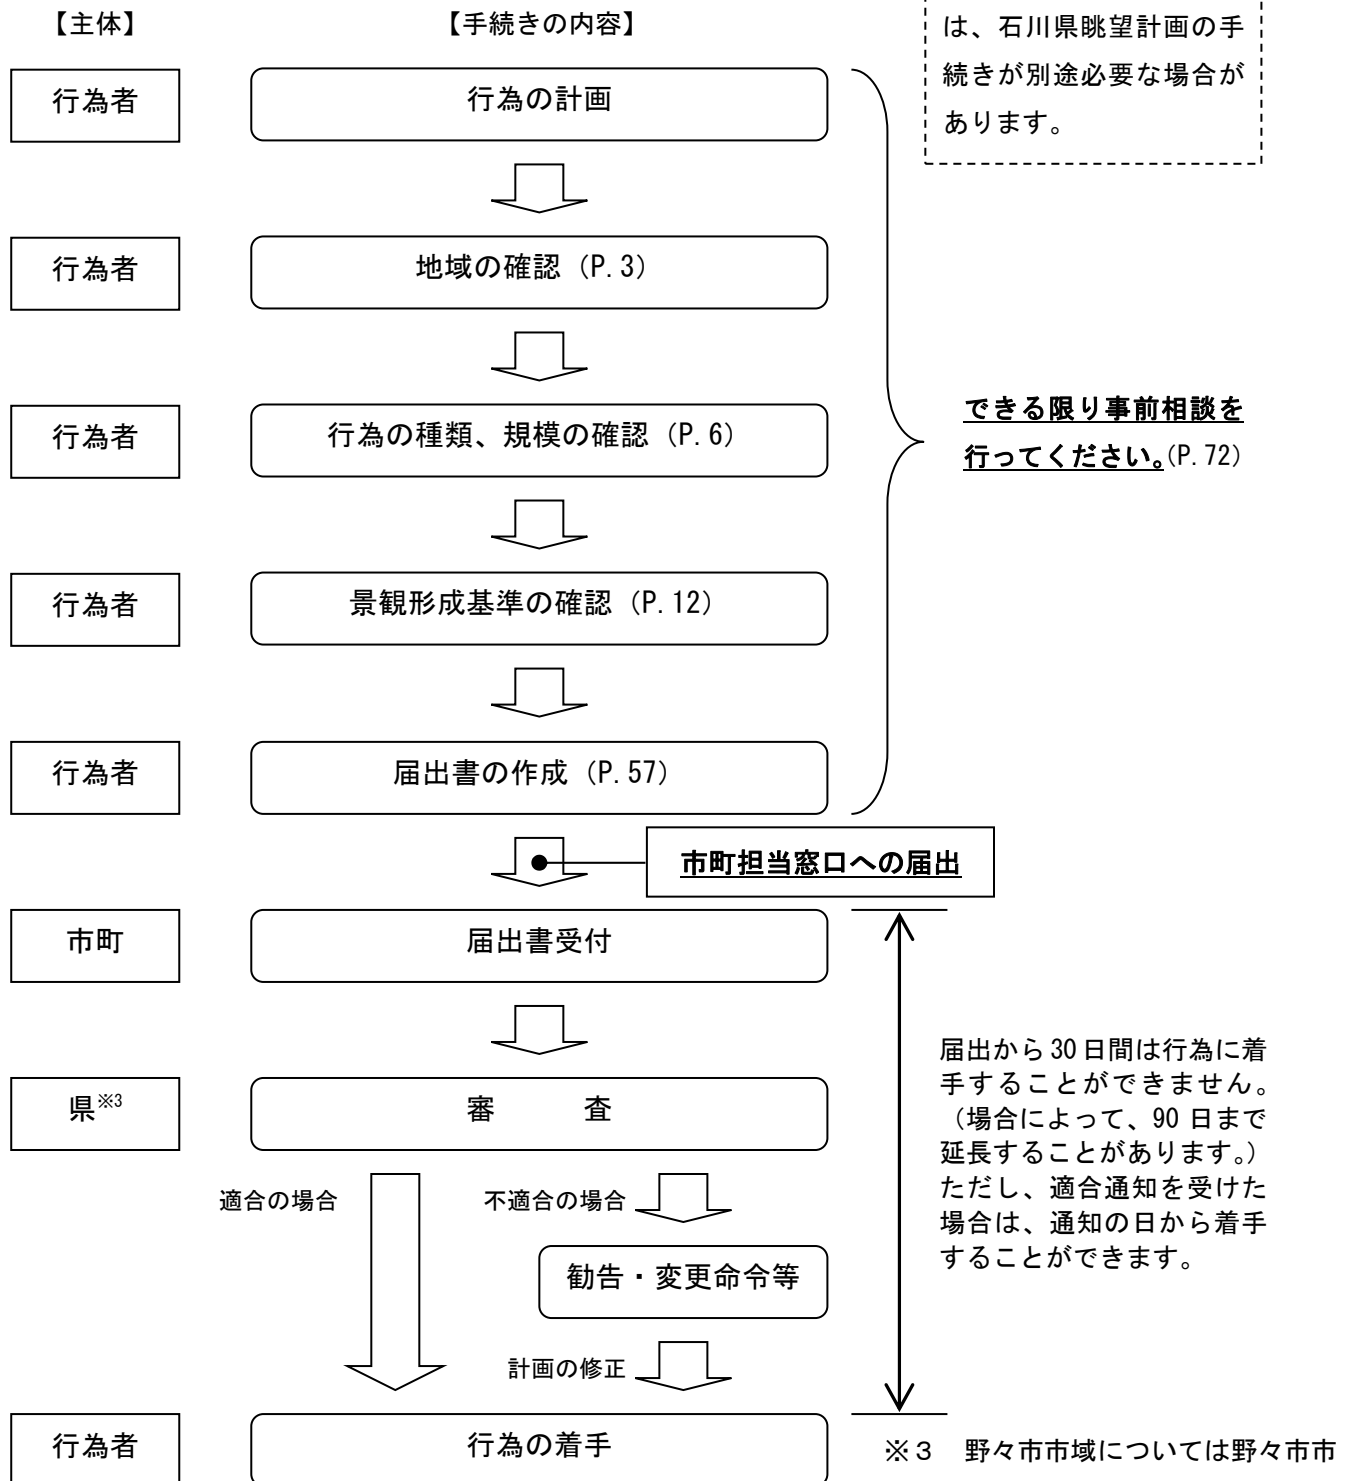 【主体】
【手続きの内容】
は、石川県眺望計画の手
続きが別途必要な場合が
あります。
行為者
行為の計画
行為者
地域の確認（P.3）
行為者
行為の種類、規模の確認（P.6）
できる限り事前相談を
行ってください。(P.72)
行為者
景観形成基準の確認（P.12）
行為者
届出書の作成（P.57）
市町担当窓口への届出
市町
届出書受付
県※3
審　　　査
届出から30日間は行為に着
手することができません。
（場合によって、90日まで
延長することがあります。）
ただし、適合通知を受けた
場合は、通知の日から着手
することができます。
適合の場合
不適合の場合
勧告・変更命令等
計画の修正
行為者
行為の着手
※３　野々市市域については野々市市